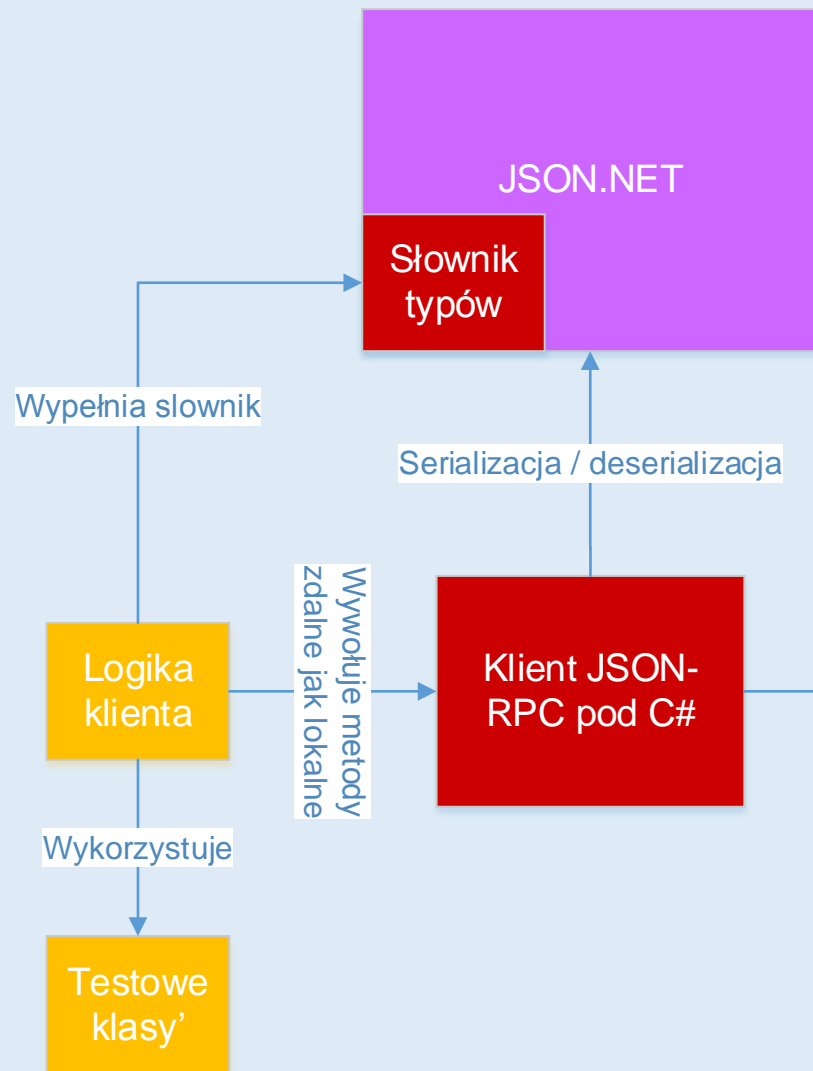 JSON.NET
Słownik
typów
Wypełnia slownik
Serializacja / deserializacja
Wywołuje metody
zdalne jak lokalne
Logika
klienta
Klient JSON-
RPC pod C#
Wykorzystuje
Testowe
klasy’